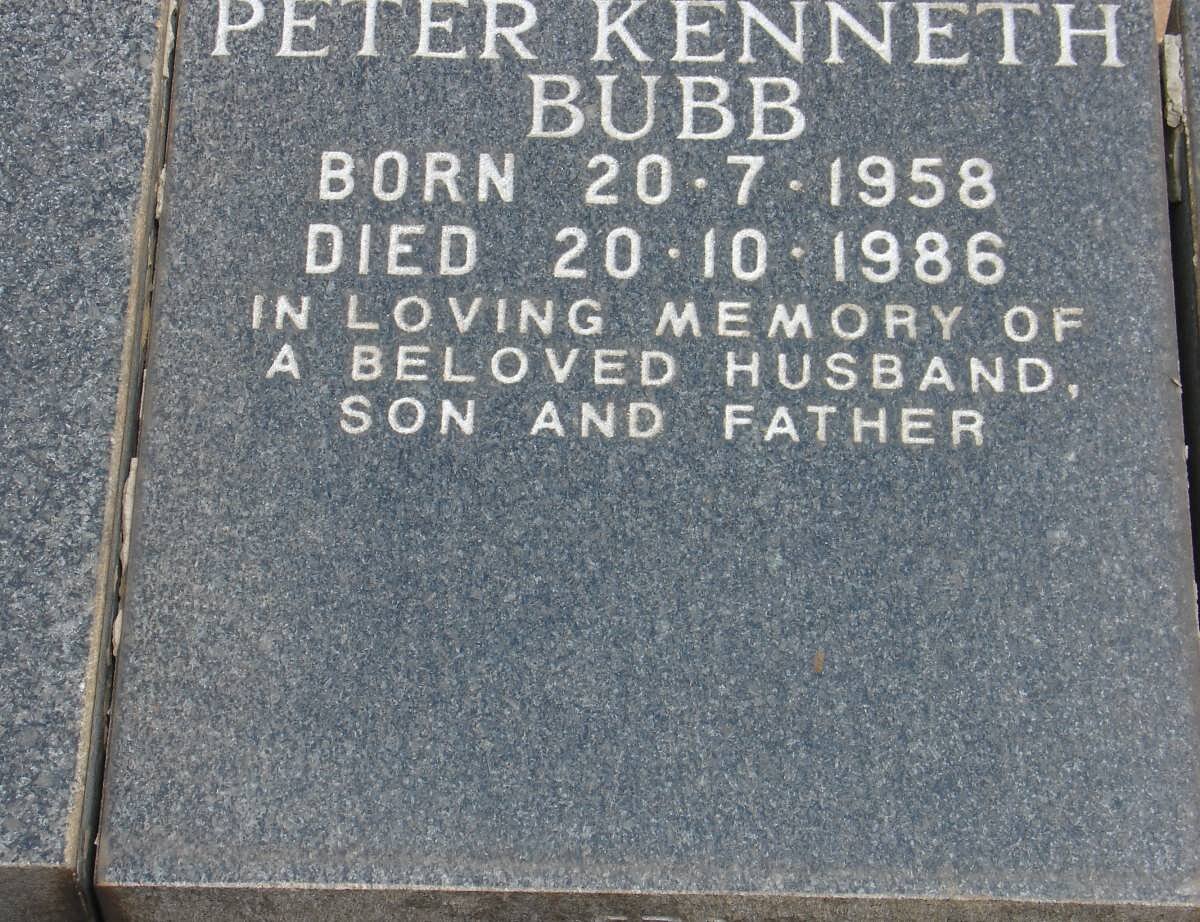 PETER KENNETH
BUBB
BORN 20·7·1958
DIED 20·10·1986
IN LOVING MEMORY OF
A BELOVED HUSBAND,
SON AND FATHER